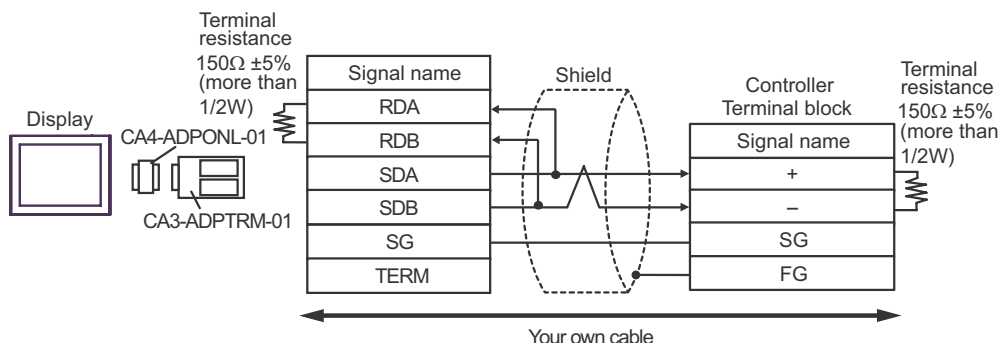 Display
CA4-ADPONL-01
CA3-ADPTRM-01
Terminal
resistance
150Ω ±5%
(more than
1/2W)
Signal name
RDA
RDB
SDA
SDB
SG
TERM
Shield
Controller
Terminal block
Signal name
+
–
SG
FG
Terminal
resistance
150Ω ±5%
(more than
1/2W)
Your own cable